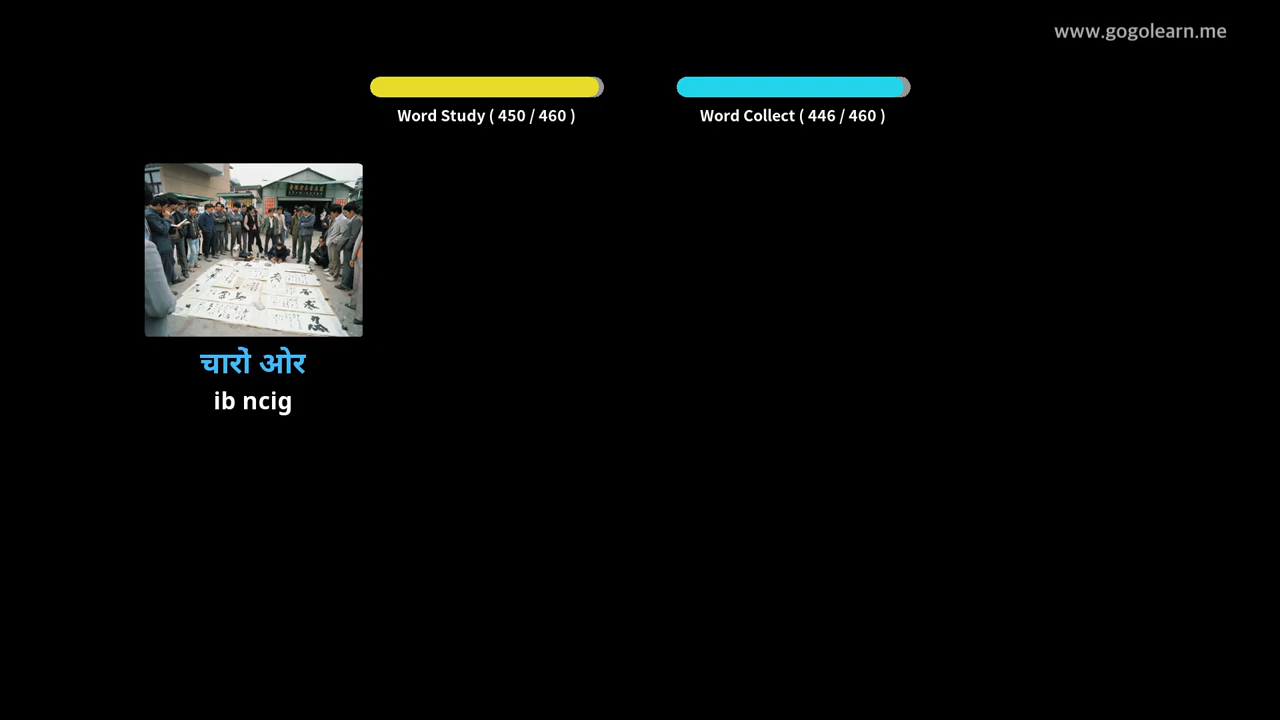 www.gogolearn.me
Word Study ( 450 / 460 )
Word Collect ( 446 / 460 )
चारो ओर
ib ncig